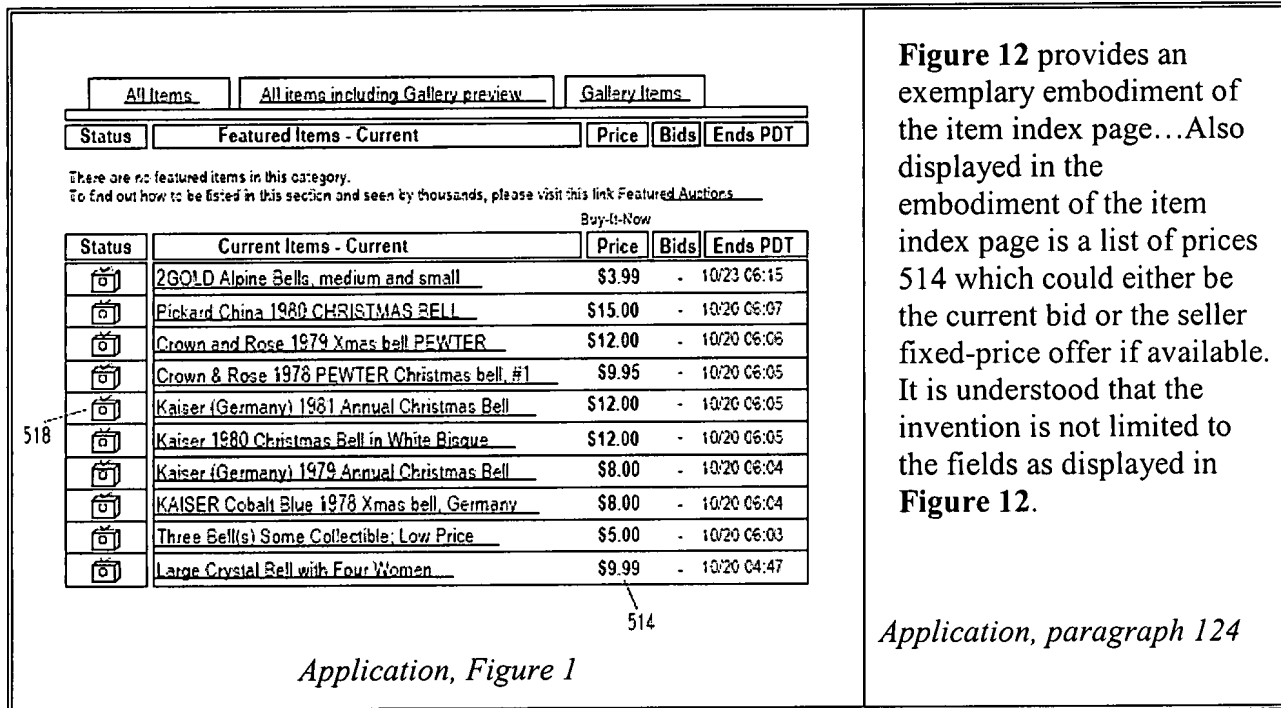 All Items All items including Gallery preview Gallery Items
Status Featured Items - Current Price Bids Ends PDT
There are no featured items in this category.
To find out how to be listed in this section and seen by thousands, please visit this link Featured Auctions
Buy-It-Now
Status Current Items - Current Price Bids Ends PDT
2GOLD Alpine Bells, medium and small $3.99 - 10/23 06:15
Pickard China 1980 CHRISTMAS BELL $15.00 - 10/20 06:07
Crown and Rose 1979 Xmas bell PEWTER $12.00 - 10/20 06:06
Crown & Rose 1978 PEWTER Christmas bell, #1 $9.95 - 10/20 06:05
Kaiser (Germany) 1981 Annual Christmas Bell $12.00 - 10/20 06:05
Kaiser 1980 Christmas Bell in White Bisque $12.00 - 10/20 06:05
Kaiser (Germany) 1979 Annual Christmas Bell $8.00 - 10/20 06:04
KAISER Cobalt Blue 1978 Xmas bell, Germany $8.00 - 10/20 06:04
Three Bell(s) Some Collectible; Low Price $5.00 - 10/20 06:03
Large Crystal Bell with Four Women $9.99 - 10/20 04:47
518
514
Application, Figure 1
Figure 12 provides an
exemplary embodiment of
the item index page...Also
displayed in the
embodiment of the item
index page is a list of prices
514 which could either be
the current bid or the seller
fixed-price offer if available.
It is understood that the
invention is not limited to
the fields as displayed in
Figure 12.
Application, paragraph 124